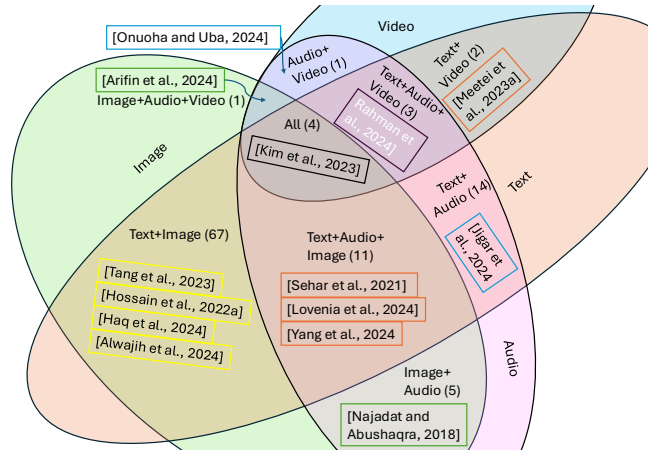 Video
[Onuoha and Uba, 2024]
Audio+
Video (1)
Text+
Video (2)
[Arifin et al., 2024]
Image+Audio+Video (1)
Text+Audio+
Video (3)
[Meetei et
al., 2023a]
Rahman et
al., 2024]
All (4)
[Kim et al., 2023]
Image
Text+
Audio (14)
Text
[Jigar et
al., 2024
Text+Image (67)
Text+Audio+
Image (11)
[Tang et al., 2023]
[Hossain et al., 2022a]
[Haq et al., 2024]
[Alwajih et al., 2024]
[Sehar et al., 2021]
[Lovenia et al., 2024]
[Yang et al., 2024
Audio
Image+
Audio (5)
[Najadat and
Abushaqra, 2018]